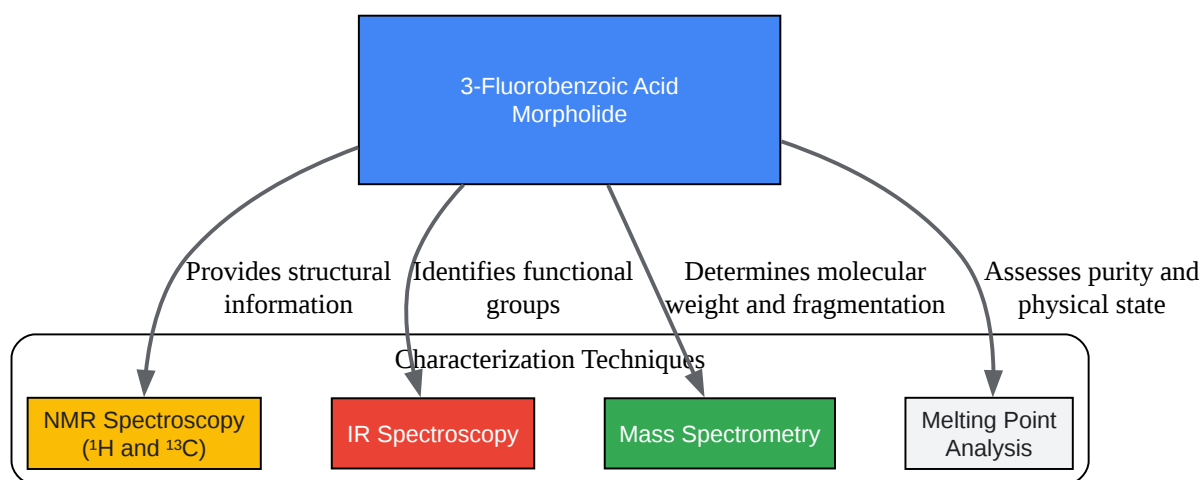 3-Fluorobenzoic Acid
Morpholide
Provides structural
information
Identifies functional
groups
Determines molecular
weight and fragmentation
Assesses purity and
physical state
Characterization Techniques
NMR Spectroscopy
(¹H and ¹³C)
IR Spectroscopy
Mass Spectrometry
Melting Point
Analysis